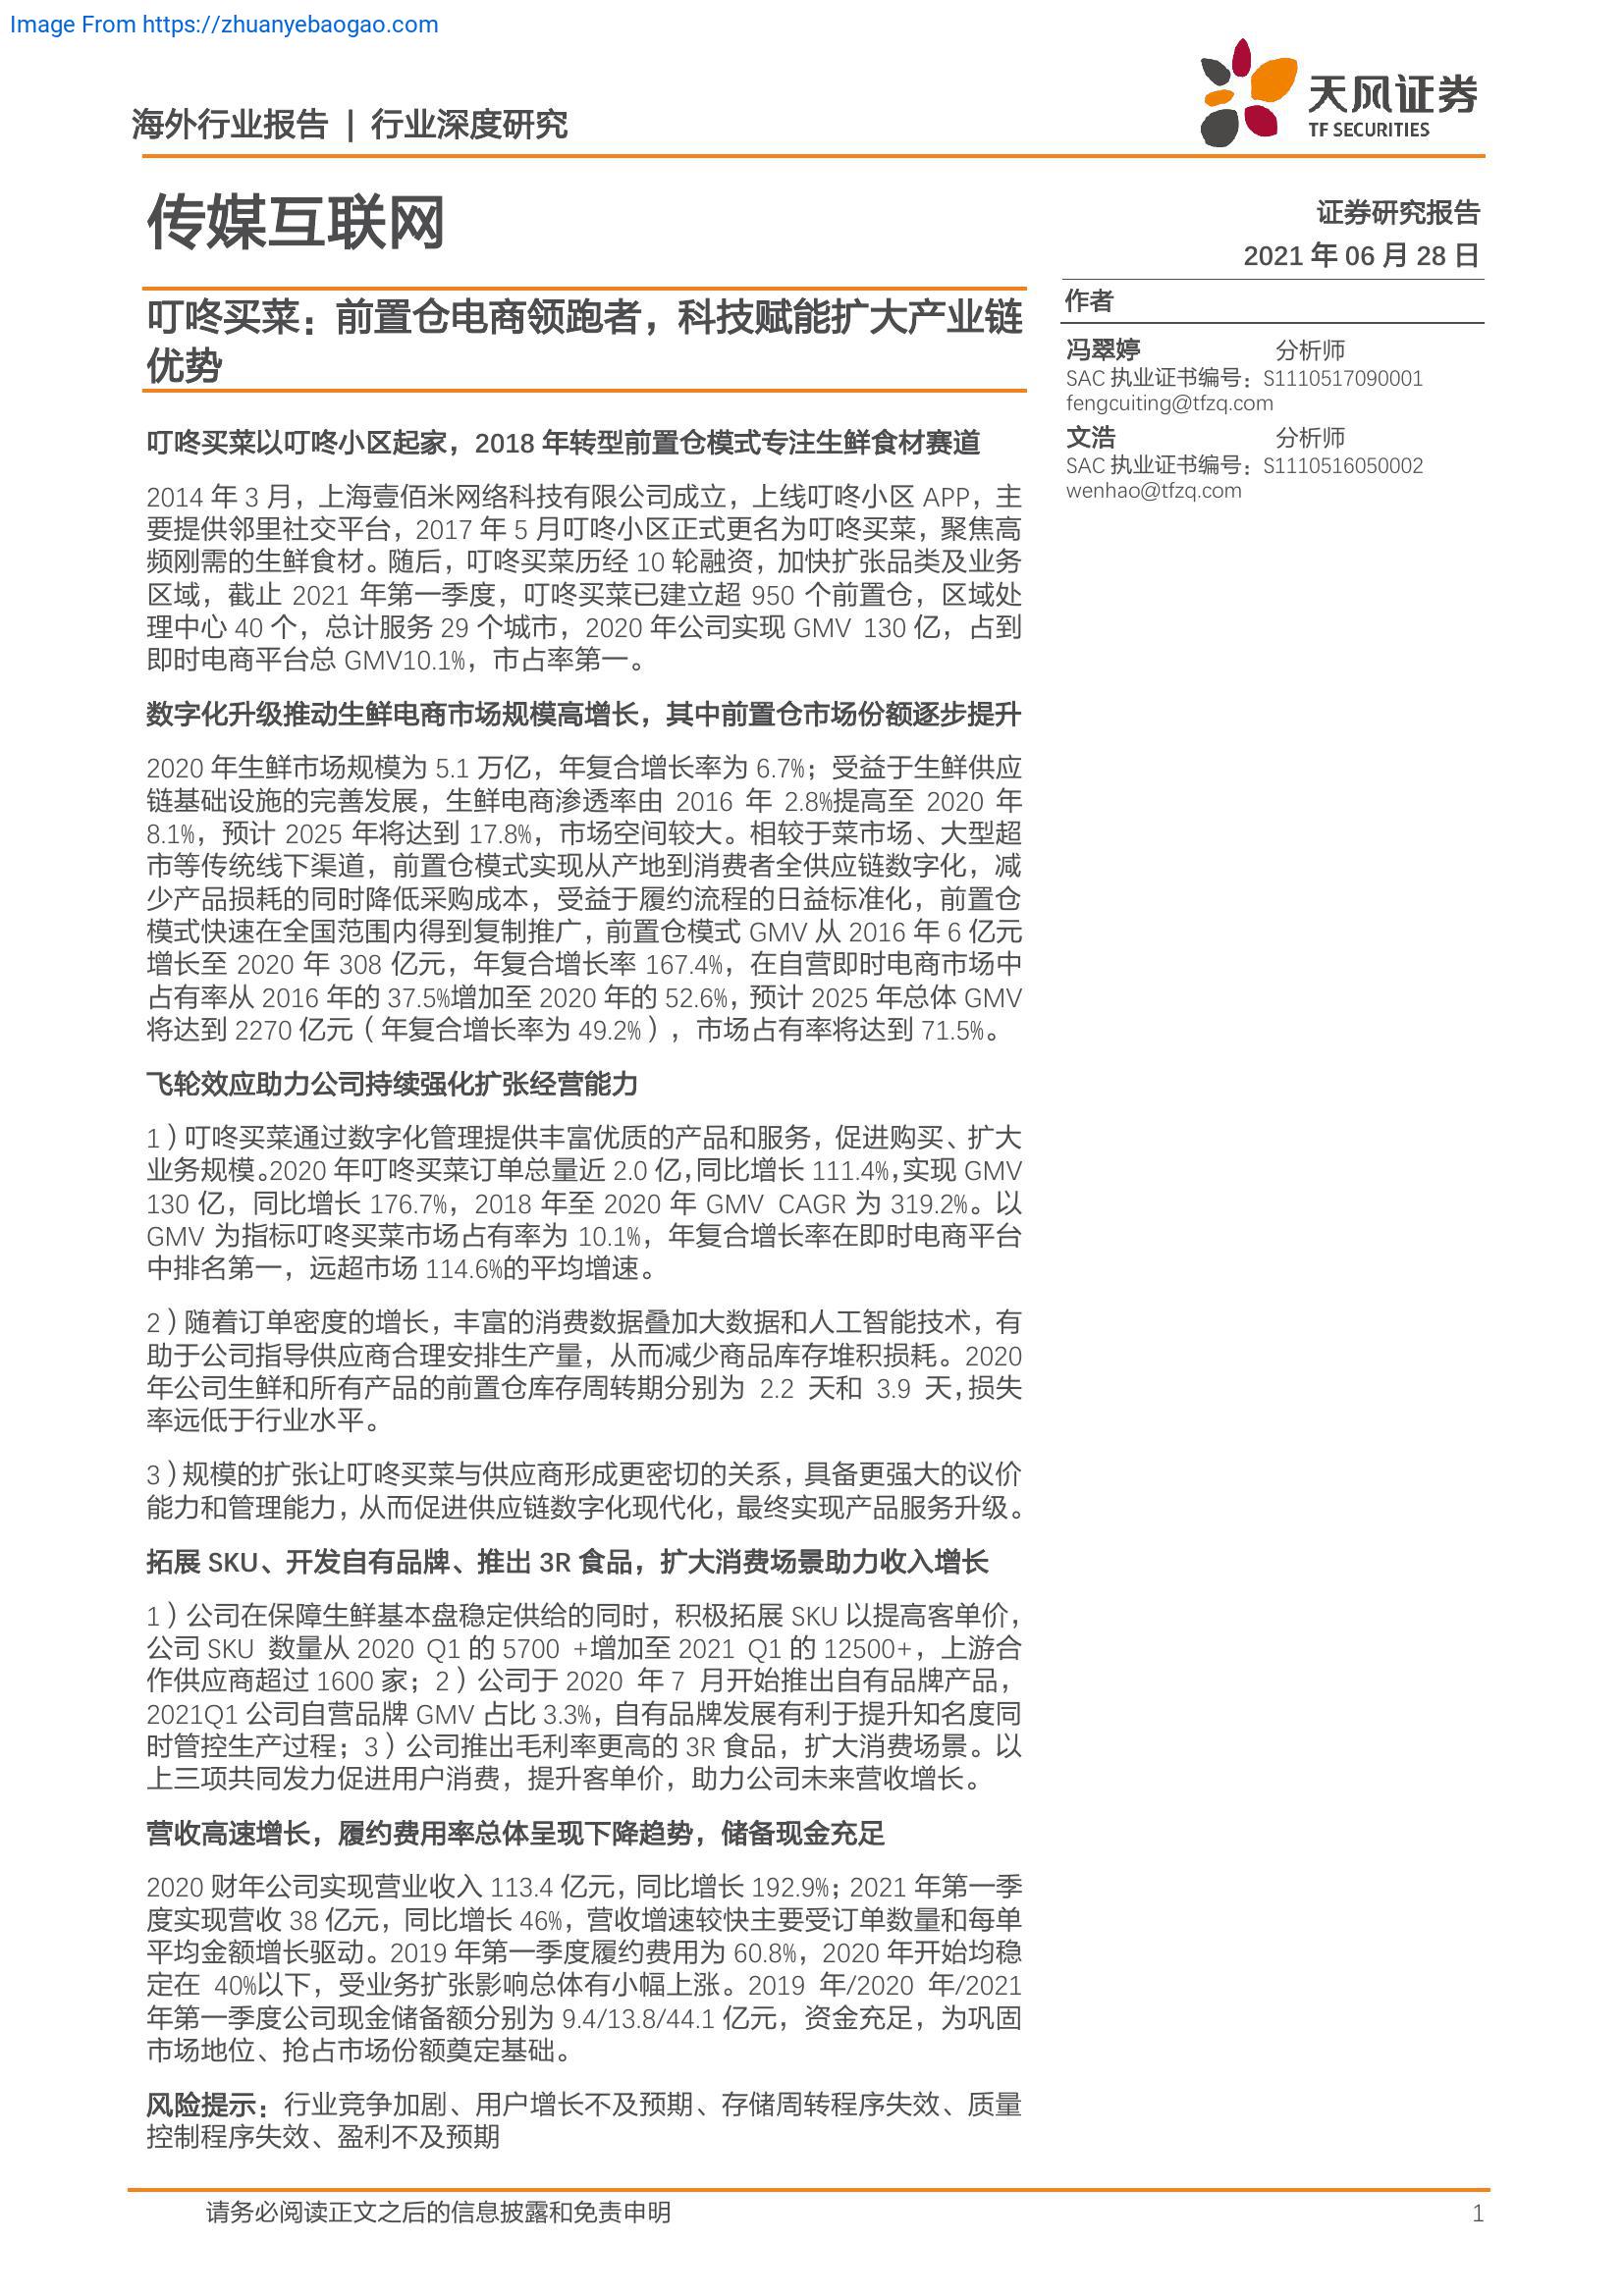 Image From https://zhuanyebaogao.com
海外行业报告 | 行业深度研究
天风证券
TF SECURITIES
传媒互联网
证券研究报告
2021 年 06 月 28 日
叮咚买菜：前置仓电商领跑者，科技赋能扩大产业链
优势
作者
冯翠婷 分析师
SAC 执业证书编号：S1110517090001
fengcuiting@tfzq.com
文浩 分析师
SAC 执业证书编号：S1110516050002
wenhao@tfzq.com
叮咚买菜以叮咚小区起家，2018 年转型前置仓模式专注生鲜食材赛道
2014 年 3 月，上海壹佰米网络科技有限公司成立，上线叮咚小区 APP，主
要提供邻里社交平台，2017 年 5 月叮咚小区正式更名为叮咚买菜，聚焦高
频刚需的生鲜食材。随后，叮咚买菜历经 10 轮融资，加快扩张品类及业务
区域，截止 2021 年第一季度，叮咚买菜已建立超 950 个前置仓，区域处
理中心 40 个，总计服务 29 个城市，2020 年公司实现 GMV 130 亿，占到
即时电商平台总 GMV10.1%，市占率第一。
数字化升级推动生鲜电商市场规模高增长，其中前置仓市场份额逐步提升
2020 年生鲜市场规模为 5.1 万亿，年复合增长率为 6.7%；受益于生鲜供应
链基础设施的完善发展，生鲜电商渗透率由 2016 年 2.8%提高至 2020 年
8.1%，预计 2025 年将达到 17.8%，市场空间较大。相较于菜市场、大型超
市等传统线下渠道，前置仓模式实现从产地到消费者全供应链数字化，减
少产品损耗的同时降低采购成本，受益于履约流程的日益标准化，前置仓
模式快速在全国范围内得到复制推广，前置仓模式 GMV 从 2016 年 6 亿元
增长至 2020 年 308 亿元，年复合增长率 167.4%，在自营即时电商市场中
占有率从 2016 年的 37.5%增加至 2020 年的 52.6%，预计 2025 年总体 GMV
将达到 2270 亿元（年复合增长率为 49.2%），市场占有率将达到 71.5%。
飞轮效应助力公司持续强化扩张经营能力
1）叮咚买菜通过数字化管理提供丰富优质的产品和服务，促进购买、扩大
业务规模。2020 年叮咚买菜订单总量近 2.0 亿，同比增长 111.4%，实现 GMV
130 亿，同比增长 176.7%，2018 年至 2020 年 GMV CAGR 为 319.2%。以
GMV 为指标叮咚买菜市场占有率为 10.1%，年复合增长率在即时电商平台
中排名第一，远超市场 114.6%的平均增速。
2）随着订单密度的增长，丰富的消费数据叠加大数据和人工智能技术，有
助于公司指导供应商合理安排生产量，从而减少商品库存堆积损耗。2020
年公司生鲜和所有产品的前置仓库存周转期分别为 2.2 天和 3.9 天，损失
率远低于行业水平。
3）规模的扩张让叮咚买菜与供应商形成更密切的关系，具备更强大的议价
能力和管理能力，从而促进供应链数字化现代化，最终实现产品服务升级。
拓展 SKU、开发自有品牌、推出 3R 食品，扩大消费场景助力收入增长
1）公司在保障生鲜基本盘稳定供给的同时，积极拓展 SKU 以提高客单价，
公司 SKU 数量从 2020 Q1 的 5700 +增加至 2021 Q1 的 12500+，上游合
作供应商超过 1600 家；2）公司于 2020 年 7 月开始推出自有品牌产品，
2021Q1 公司自营品牌 GMV 占比 3.3%，自有品牌发展有利于提升知名度同
时管控生产过程；3）公司推出毛利率更高的 3R 食品，扩大消费场景。以
上三项共同发力促进用户消费，提升客单价，助力公司未来营收增长。
营收高速增长，履约费用率总体呈现下降趋势，储备现金充足
2020 财年公司实现营业收入 113.4 亿元，同比增长 192.9%；2021 年第一季
度实现营收 38 亿元，同比增长 46%，营收增速较快主要受订单数量和每单
平均金额增长驱动。2019 年第一季度履约费用为 60.8%，2020 年开始均稳
定在 40%以下，受业务扩张影响总体有小幅上涨。2019 年/2020 年/2021
年第一季度公司现金储备额分别为 9.4/13.8/44.1 亿元，资金充足，为巩固
市场地位、抢占市场份额奠定基础。
风险提示：行业竞争加剧、用户增长不及预期、存储周转程序失效、质量
控制程序失效、盈利不及预期
请务必阅读正文之后的信息披露和免责申明 1